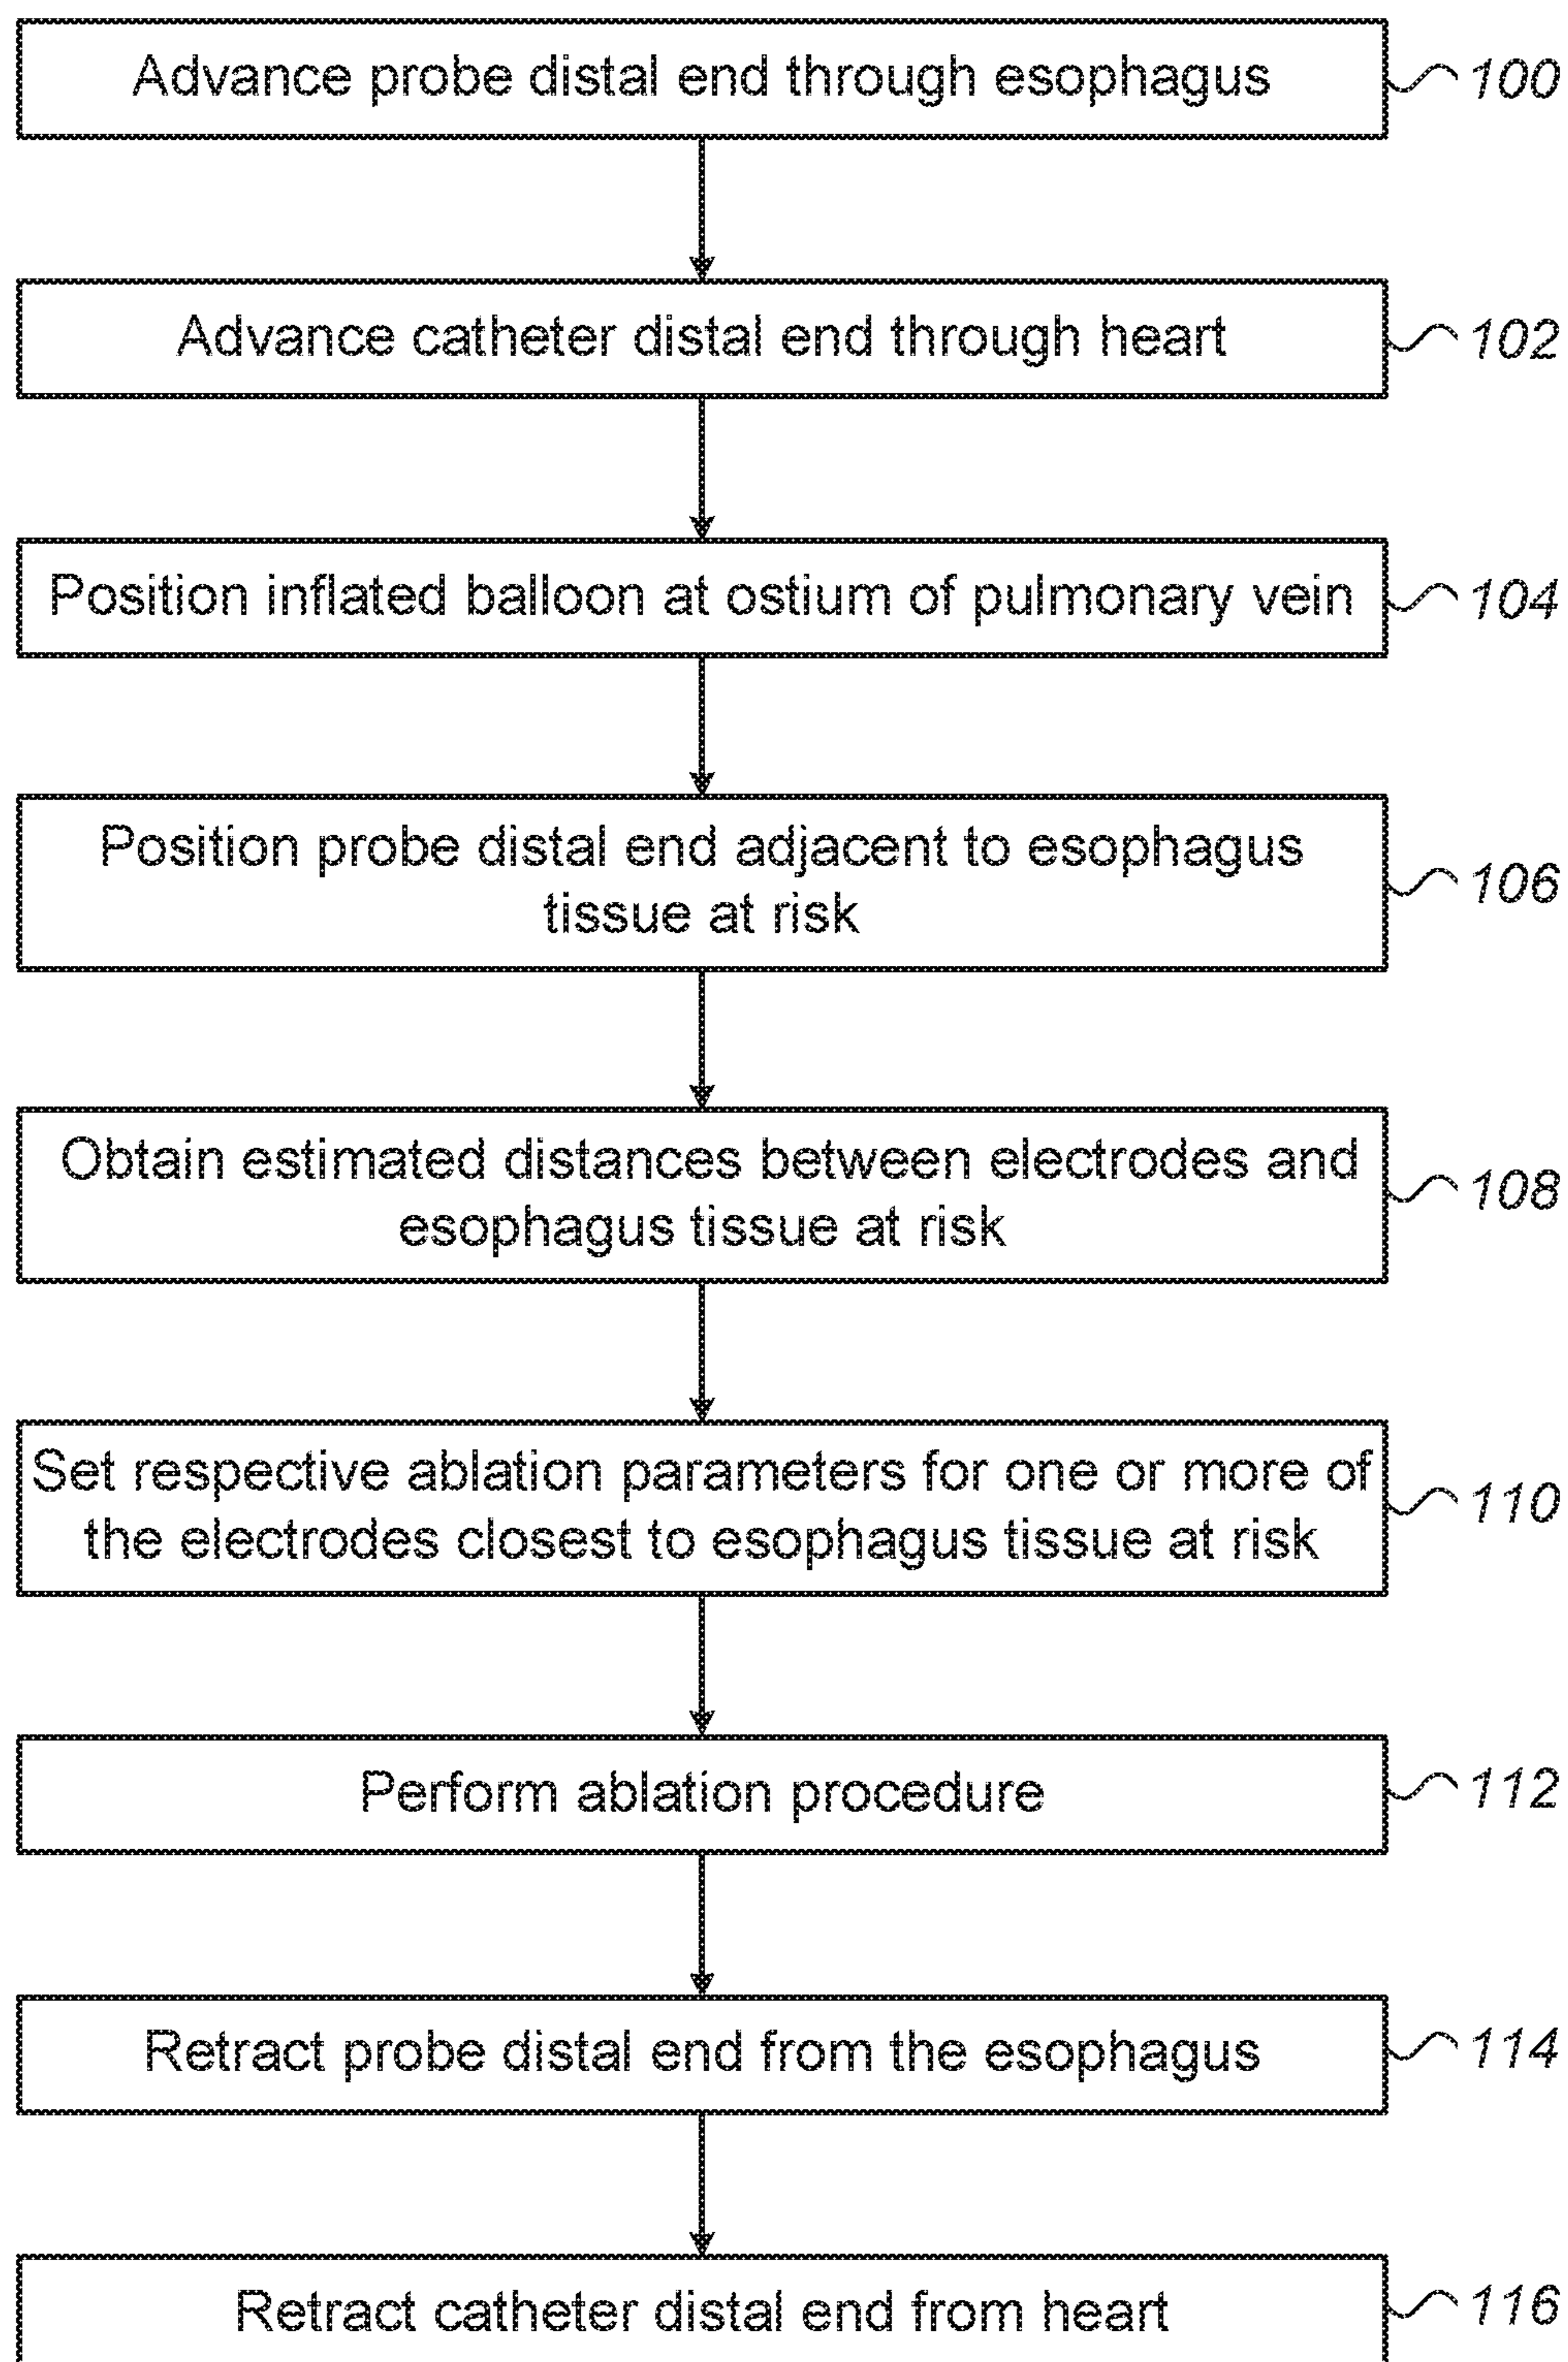 Advance probe distal end through esophagus 100
Advance catheter distal end through heart 102
Position inflated balloon at ostium of pulmonary vein 104
Position probe distal end adjacent to esophagus
tissue at risk
106
Obtain estimated distances between electrodes and
esophagus tissue at risk
108
Set respective ablation parameters for one or more of
the electrodes closest to esophagus tissue at risk
110
Perform ablation procedure 112
Retract probe distal end from the esophagus 114
Retract catheter distal end from heart 116